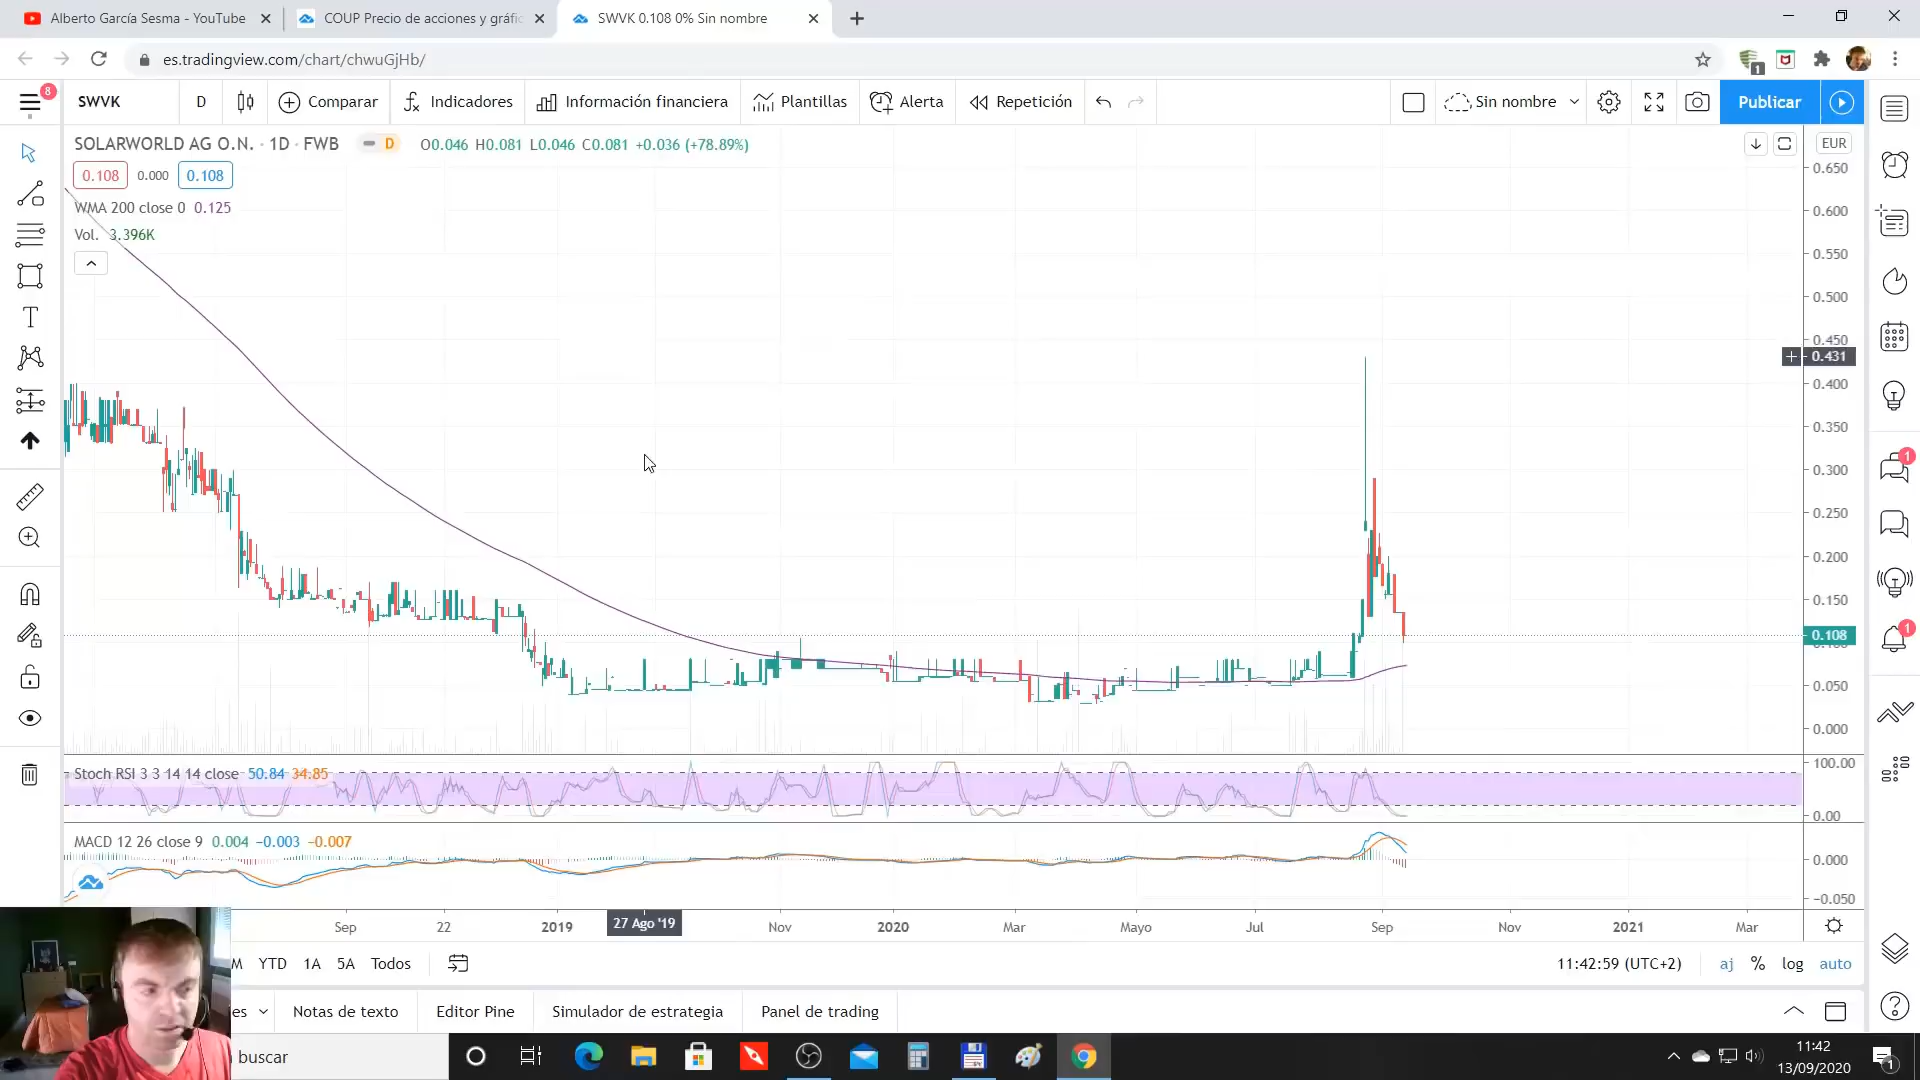 Alberto García Sesma - YouTube
COUP Precio de acciones y gráfic
SWVK 0.108 0% Sin nombre
es.tradingview.com/chart/chwuGjHb/
1
8
SWVK
D
Comparar
Indicadores
Información financiera
Plantillas
Alerta
Repetición
Sin nombre
Publicar
SOLARWORLD AG O.N. · 1D · FWB
D
O0.046 H0.081 L0.046 C0.081 +0.036 (+78.89%)
EUR
0.108
0.000
0.108
WMA 200 close 0 0.125
Vol. 3.396K
0.650
0.600
0.550
0.500
0.450
0.431
0.400
0.350
0.300
0.250
0.200
0.150
0.108
0.050
0.000
1
1
Stoch RSI 3 3 14 14 close 50.84 34.85
100.00
0.00
MACD 12 26 close 9 0.004 −0.003 −0.007
0.000
−0.050
Sep
22
2019
27 Ago '19
Nov
2020
Mar
Mayo
Jul
Sep
Nov
2021
Mar
M
YTD
1A
5A
Todos
11:42:59 (UTC+2)
aj
%
log
auto
es
Notas de texto
Editor Pine
Simulador de estrategia
Panel de trading
buscar
11:42
13/09/2020
1